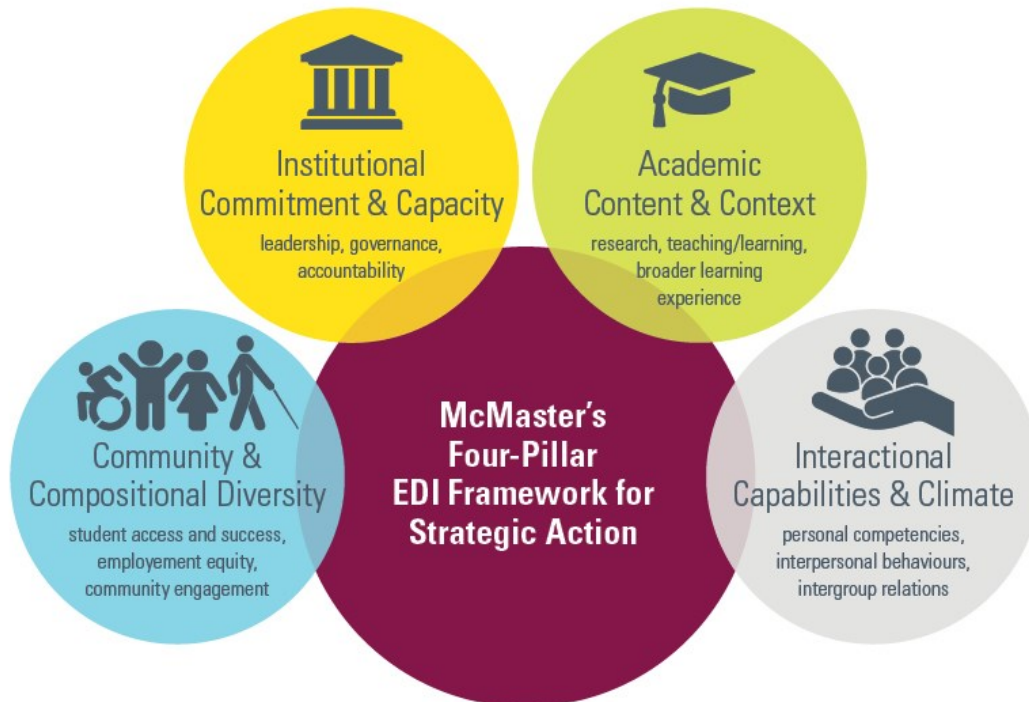 Institutional
Commitment & Capacity
leadership, governance,
accountability
Academic
Content & Context
research, teaching/learning,
broader learning
experience
Community &
Compositional Diversity
student access and success,
employement equity,
community engagement
McMaster's
Four-Pillar
EDI Framework for
Strategic Action
Interactional
Capabilities & Climate
personal competencies,
interpersonal behaviours,
intergroup relations